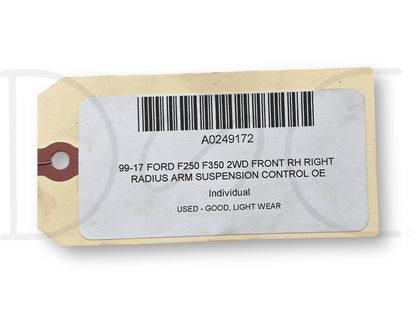 A0249172
99-17 FORD F250 F350 2WD FRONT RH RIGHT
RADIUS ARM SUSPENSION CONTROL OE
Individual
USED - GOOD, LIGHT WEAR